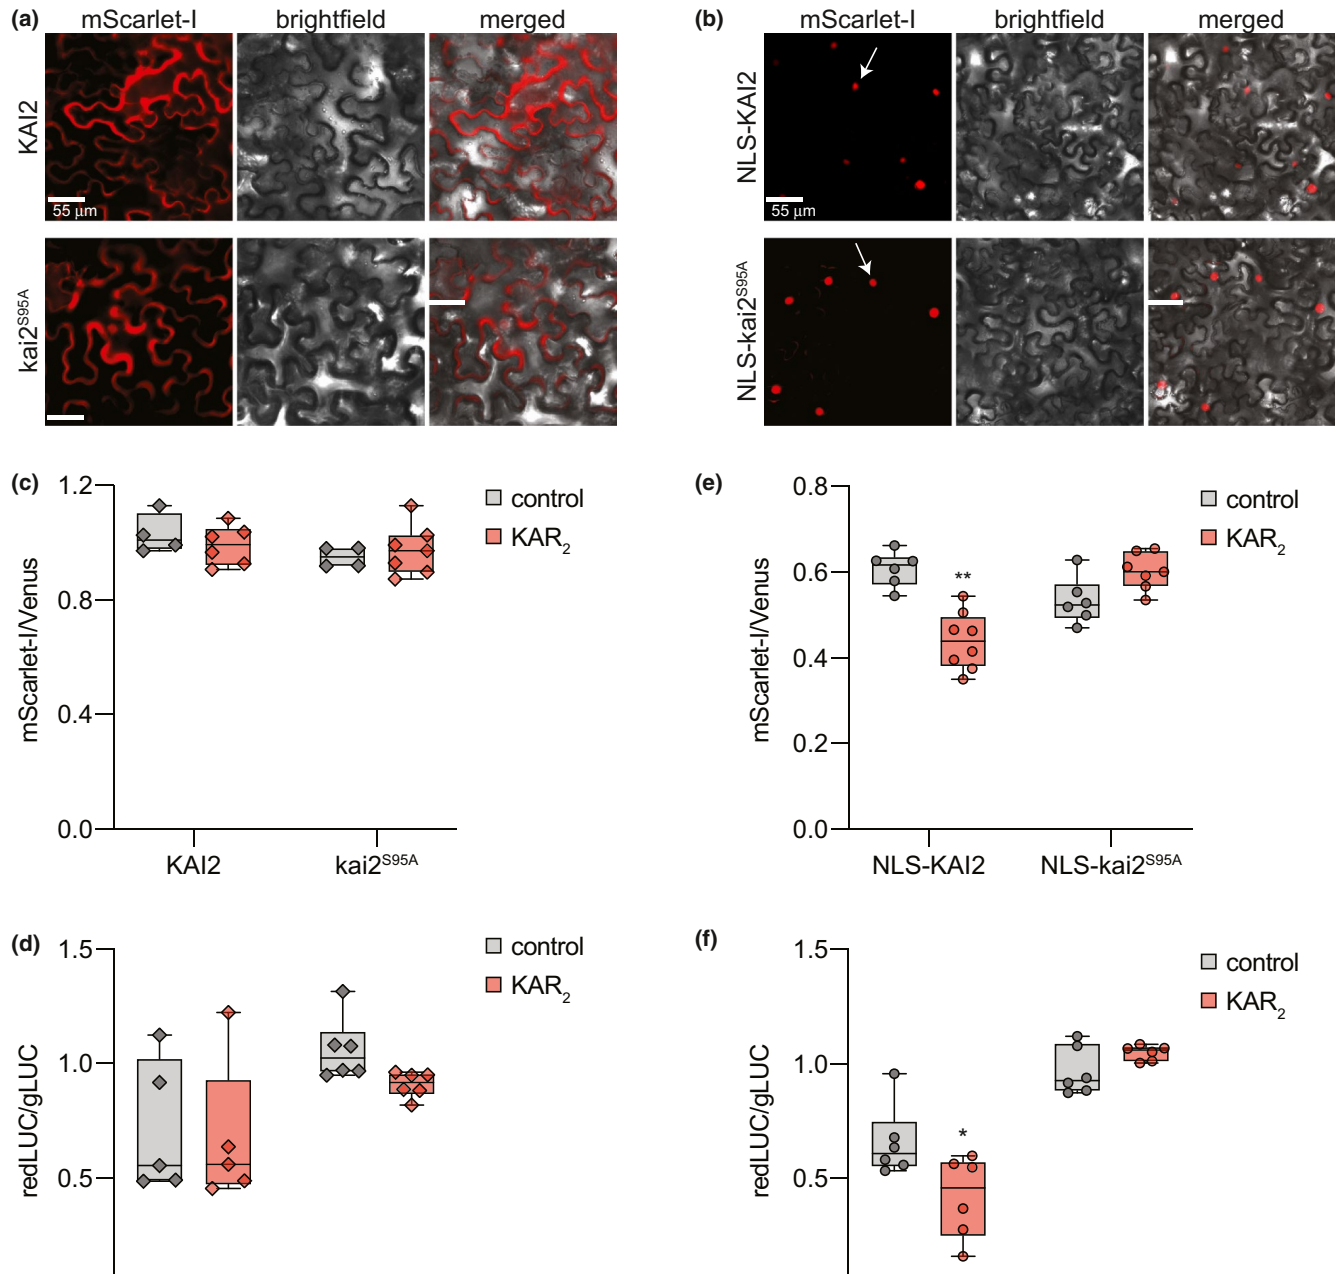 (a) mScarlet-I brightfield merged
KAI2
55 µm
kai2S95A
(b) mScarlet-I brightfield merged
NLS-KAI2
55 µm
NLS-kai2S95A
(c)
mScarlet-I/Venus
1.2
0.8
0.4
0.0
control
KAR2
KAI2 kai2S95A
(e)
mScarlet-I/Venus
0.8
0.6
0.4
0.2
0.0
**
control
KAR2
NLS-KAI2 NLS-kai2S95A
(d)
redLUC/gLUC
1.5
1.0
0.5
control
KAR2
(f)
redLUC/gLUC
1.5
1.0
0.5
*
control
KAR2